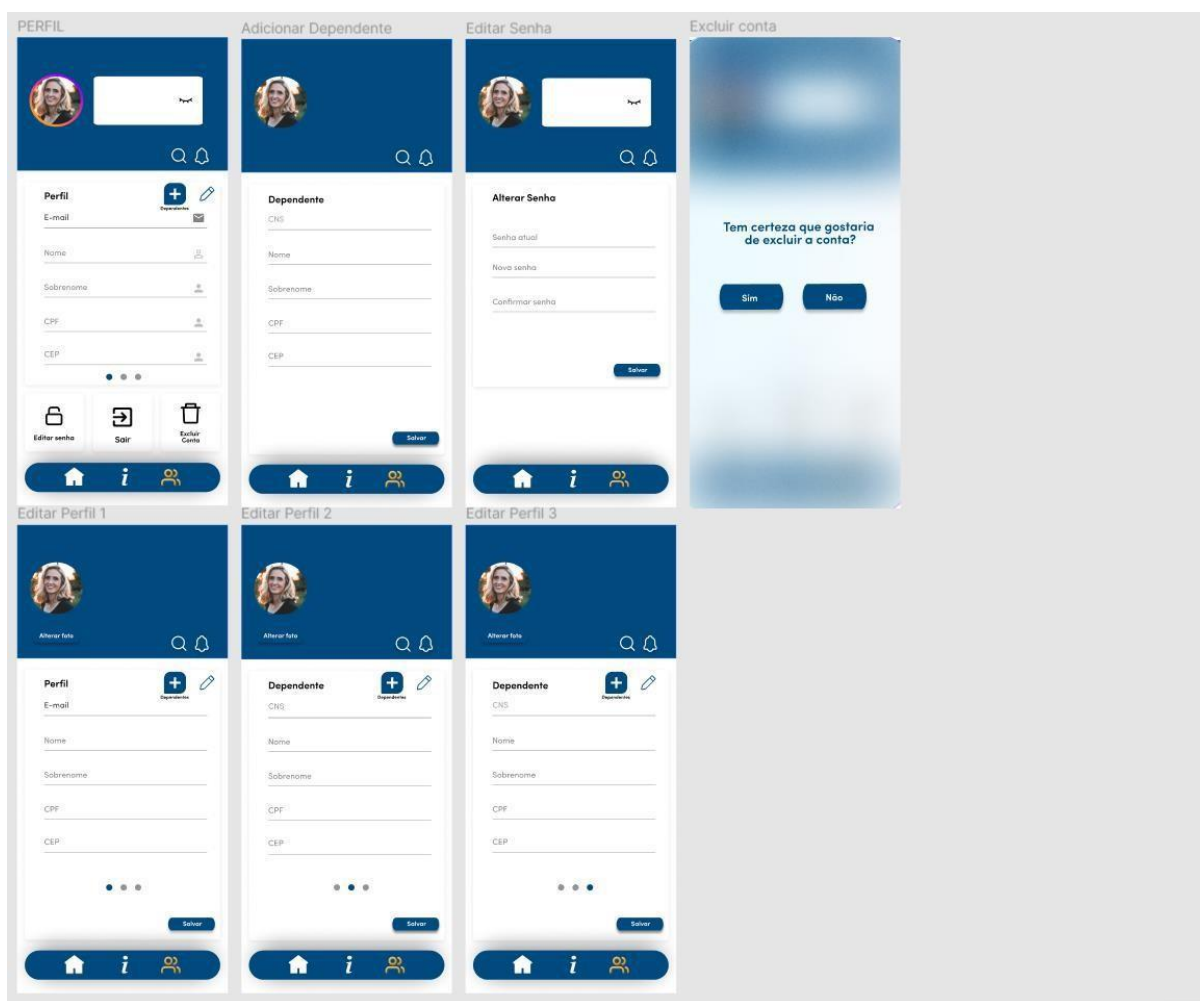 PERFIL
Perfil
Dependentes
E-mail
Nome
Sobrenome
CPF
CEP
Editar senha
Sair
Excluir
Conta
Adicionar Dependente
Dependente
CNS
Nome
Sobrenome
CPF
CEP
Salvar
Editar Senha
Alterar Senha
Senha atual
Nova senha
Confirmar senha
Salvar
Excluir conta
Tem certeza que gostaria
de excluir a conta?
Sim
Não
Editar Perfil 1
Alterar foto
Perfil
Dependentes
E-mail
Nome
Sobrenome
CPF
CEP
Salvar
Editar Perfil 2
Alterar foto
Dependente
Dependentes
CNS
Nome
Sobrenome
CPF
CEP
Salvar
Editar Perfil 3
Alterar foto
Dependente
Dependentes
CNS
Nome
Sobrenome
CPF
CEP
Salvar